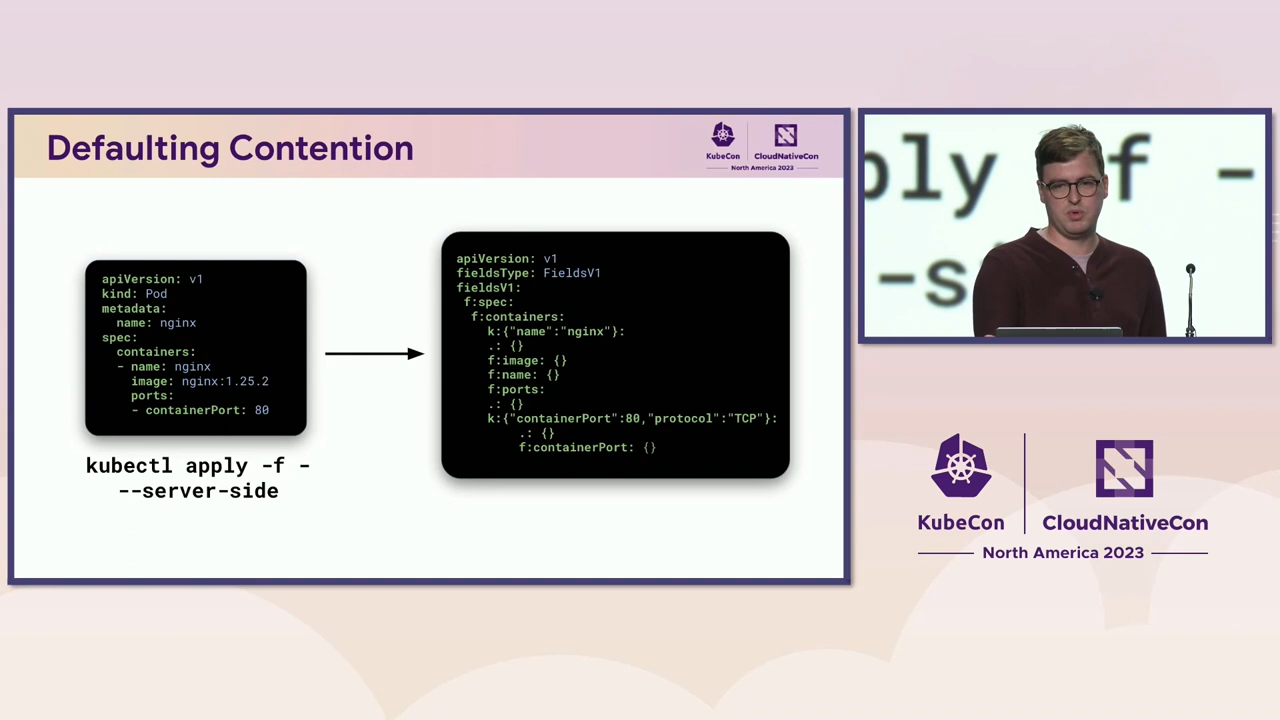 Defaulting Contention
KubeCon
CloudNativeCon
North America 2023
apiVersion: v1
kind: Pod
metadata:
name: nginx
spec:
containers:
- name: nginx
image: nginx:1.25.2
ports:
- containerPort: 80
kubectl apply -f -
--server-side
apiVersion: v1
fieldsType: FieldsV1
fieldsV1:
f:spec:
f:containers:
k:{"name":"nginx"}:
.: {}
f:image: {}
f:name: {}
f:ports:
.: {}
k:{"containerPort":80,"protocol":"TCP"}:
.: {}
f:containerPort: {}
ply -f -
-s
KubeCon
CloudNativeCon
North America 2023